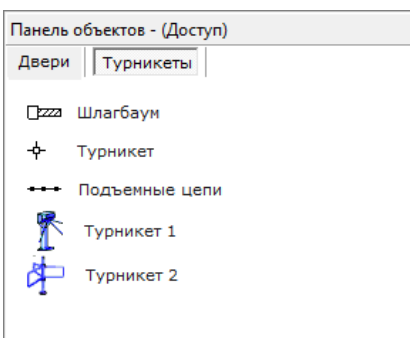 Панель объектов - (Доступ)
Двери Турникеты
Шлагбаум
Турникет
Подъемные цепи
Турникет 1
Турникет 2